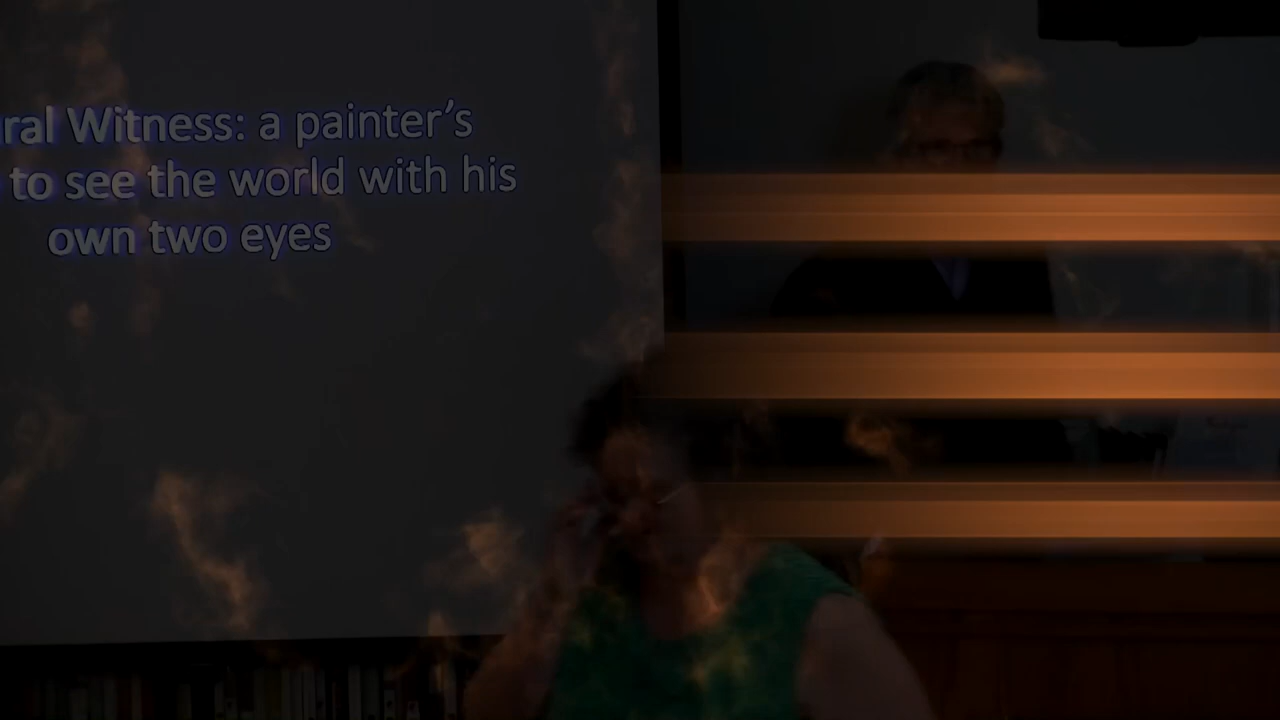 ral Witness: a painter’s
to see the world with his
own two eyes